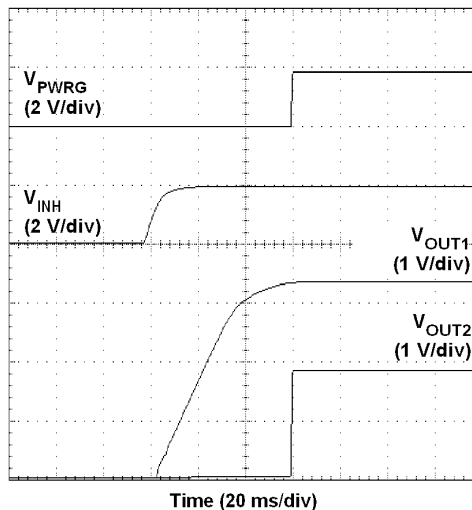 V_PWRG
(2 V/div)
V_INH
(2 V/div)
V_OUT1
(1 V/div)
V_OUT2
(1 V/div)
Time (20 ms/div)